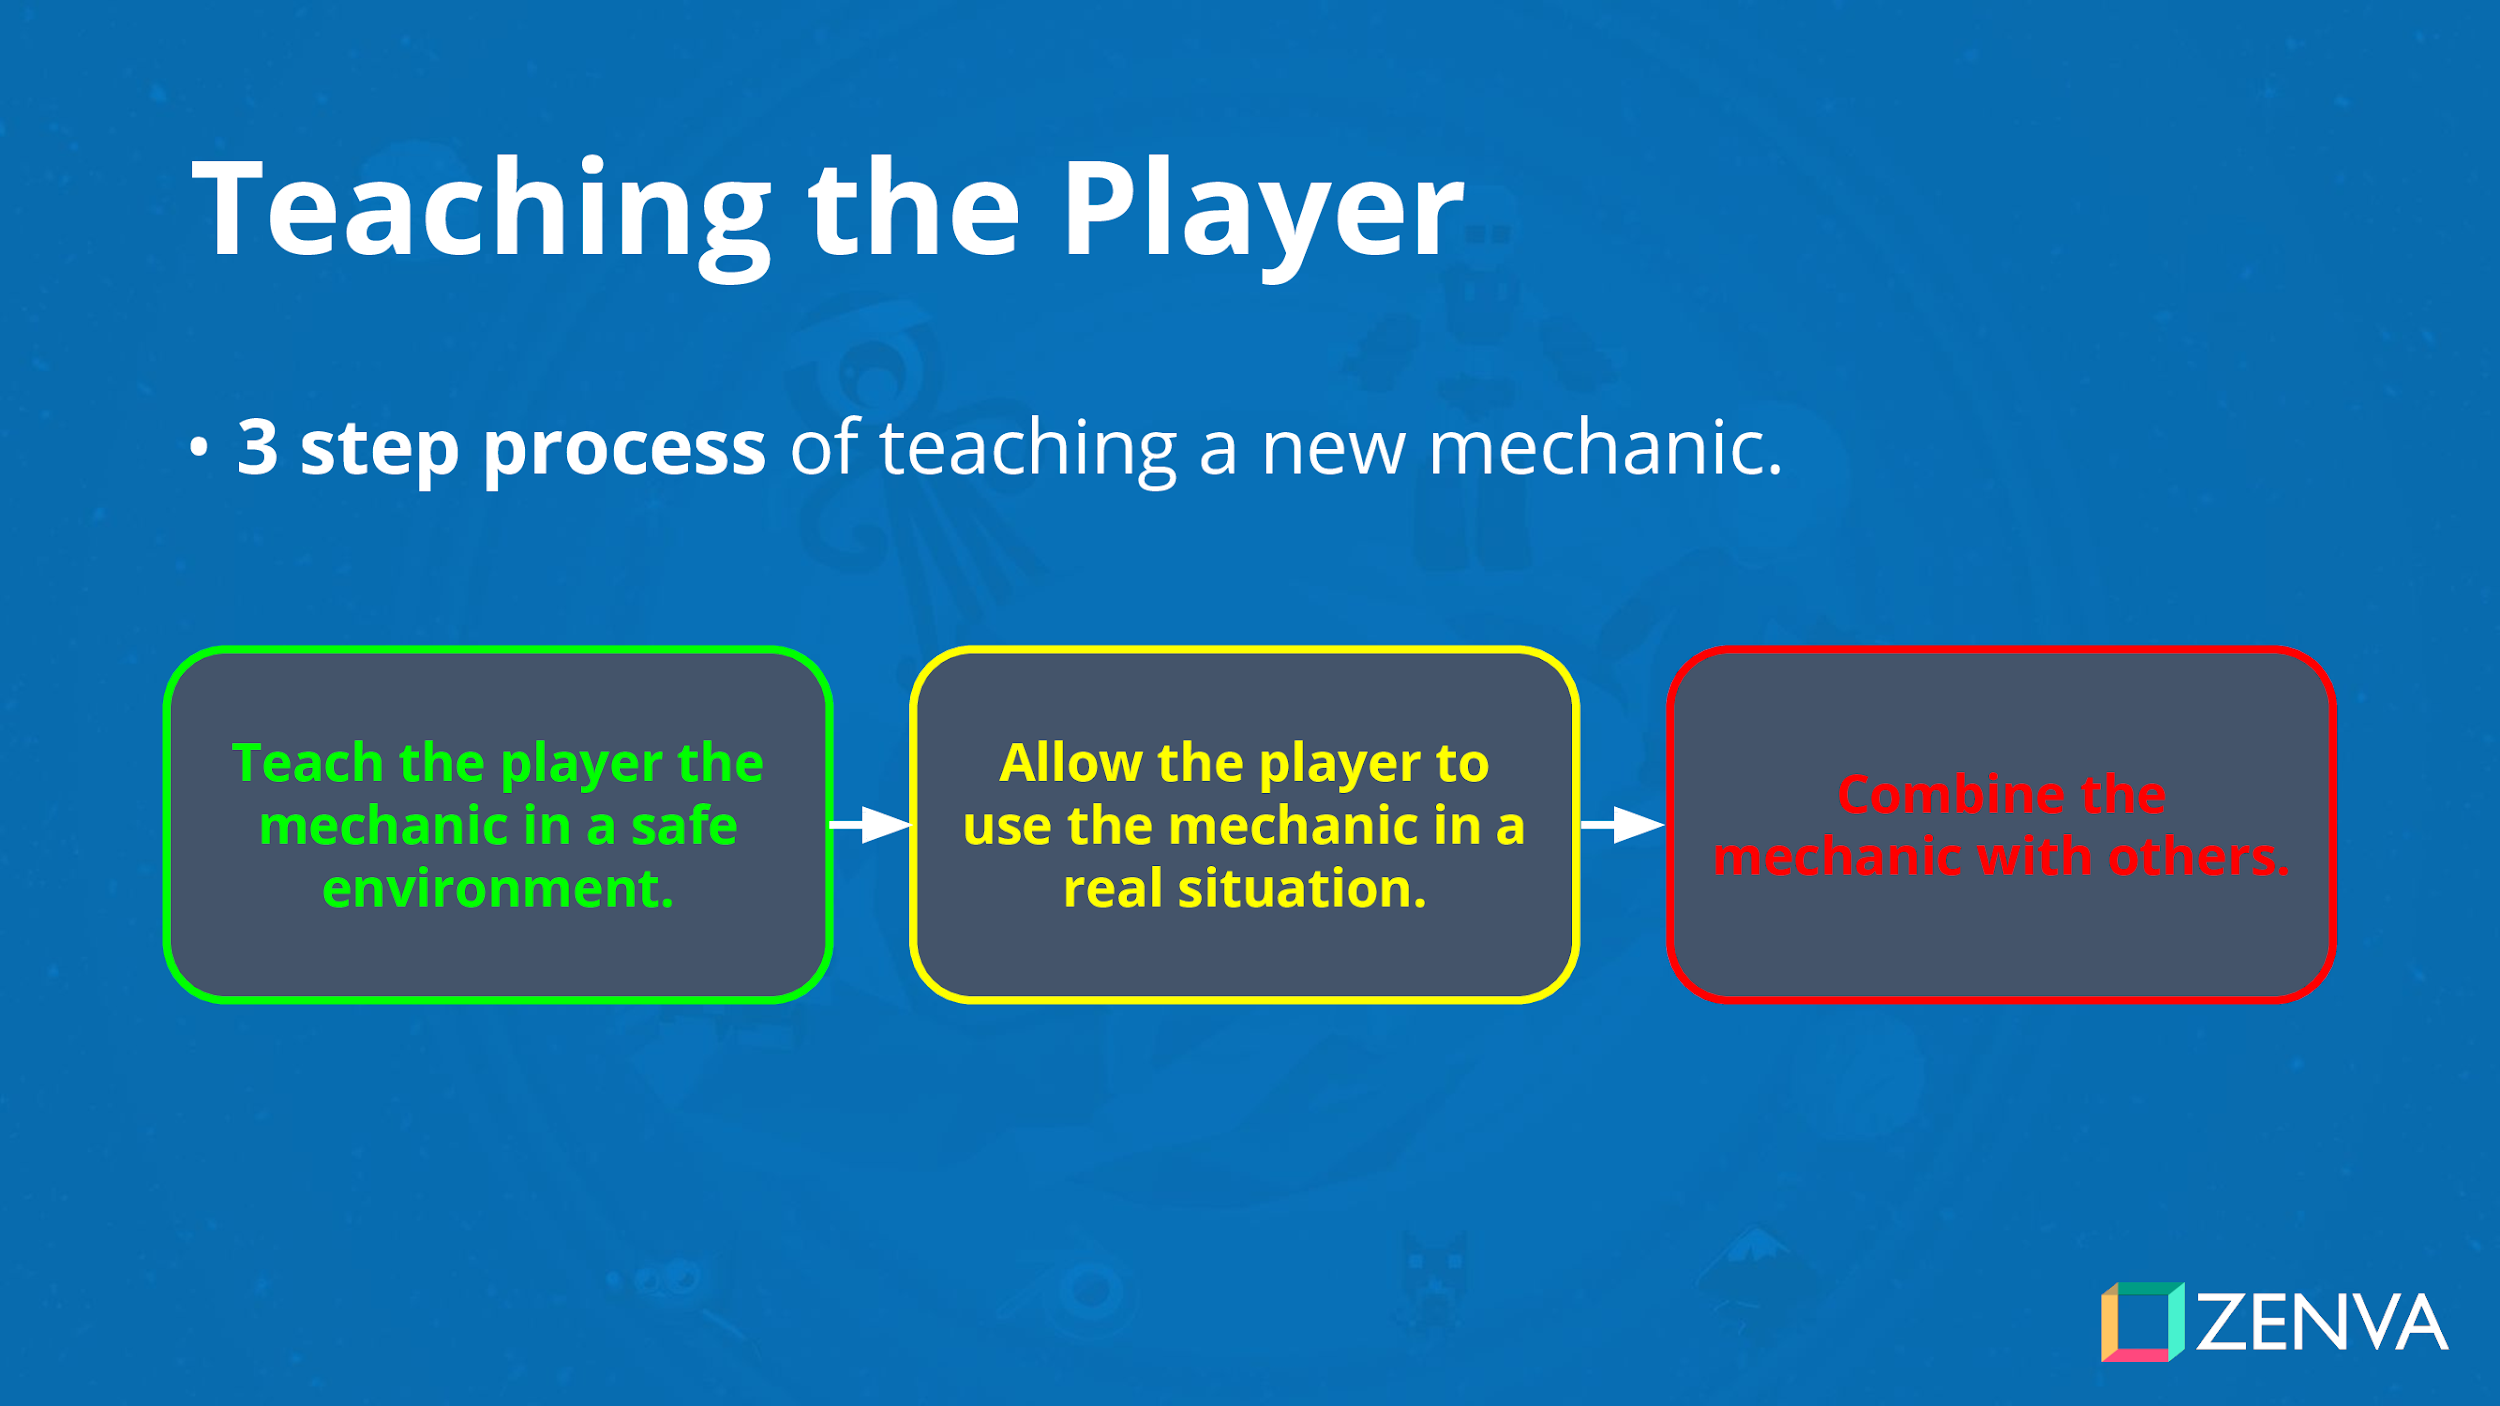 Teaching the Player
• 3 step process of teaching a new mechanic.
Teach the player the
mechanic in a safe
environment.
Allow the player to
use the mechanic in a
real situation.
Combine the
mechanic with others.
ZENVA